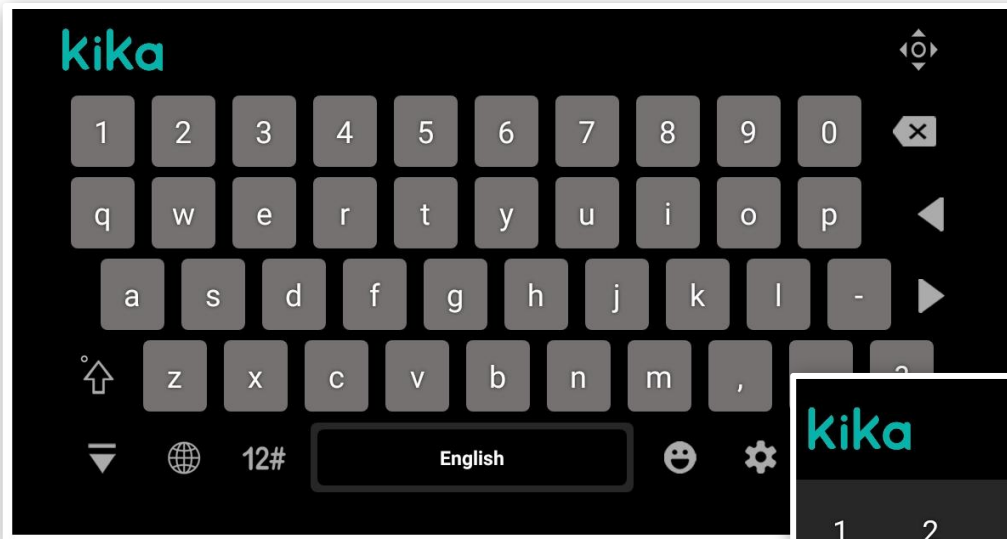 kika
1 2 3 4 5 6 7 8 9 0
q w e r t y u i o p
a s d f g h j k l -
z x c v b n m ,
12# English
kika
1 2